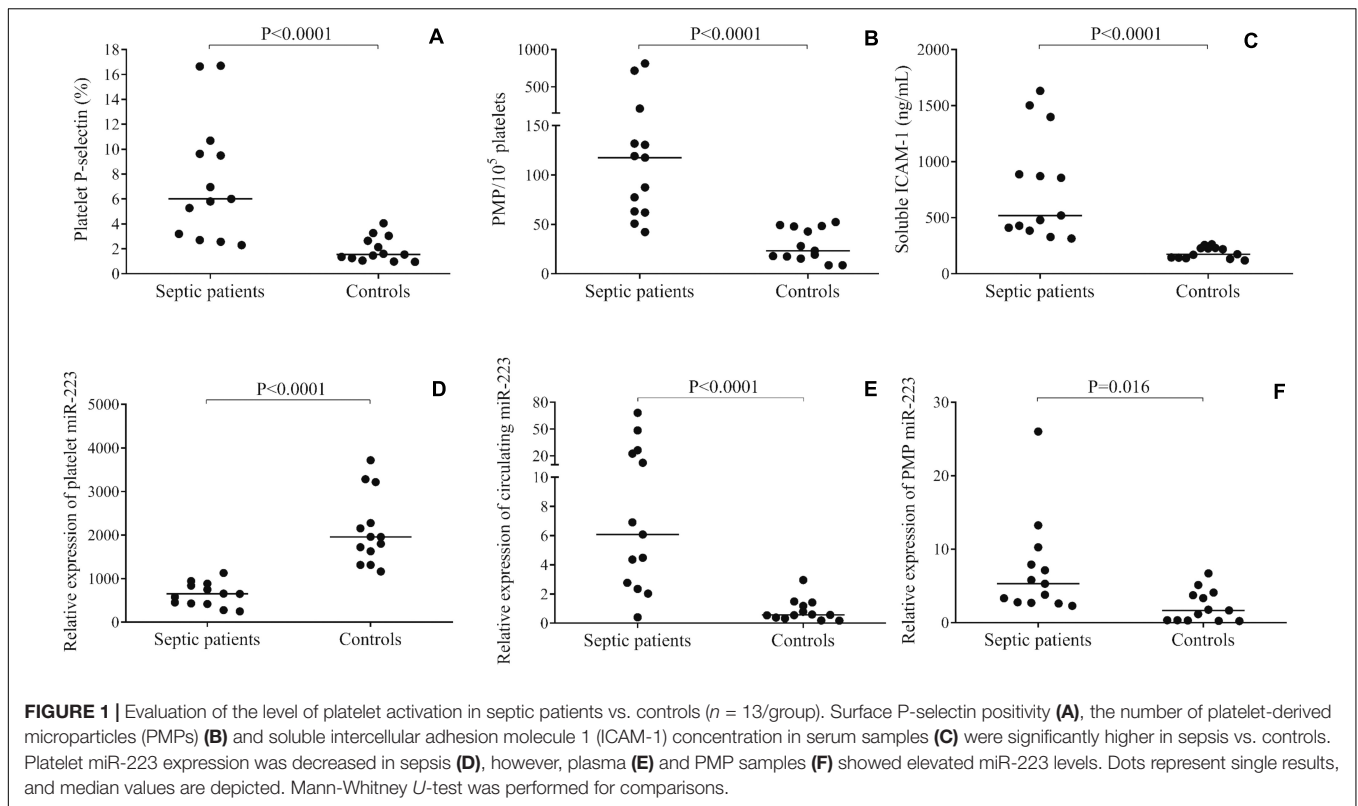 P<0.0001
A
Platelet P-selectin (%)
18
16
14
12
10
8
6
4
2
0
Septic patients
Controls
P<0.0001
B
PMP/10⁵ platelets
1000
500
150
100
50
0
Septic patients
Controls
P<0.0001
C
Soluble ICAM-1 (ng/mL)
2000
1500
1000
500
0
Septic patients
Controls
P<0.0001
D
Relative expression of platelet miR-223
5000
4000
3000
2000
1000
0
Septic patients
Controls
P<0.0001
E
Relative expression of circulating miR-223
80
50
20
10
8
6
4
2
0
Septic patients
Controls
P=0.016
F
Relative expression of PMP miR-223
30
20
10
0
Septic patients
Controls
FIGURE 1 | Evaluation of the level of platelet activation in septic patients vs. controls (n = 13/group). Surface P-selectin positivity (A), the number of platelet-derived
microparticles (PMPs) (B) and soluble intercellular adhesion molecule 1 (ICAM-1) concentration in serum samples (C) were significantly higher in sepsis vs. controls.
Platelet miR-223 expression was decreased in sepsis (D), however, plasma (E) and PMP samples (F) showed elevated miR-223 levels. Dots represent single results,
and median values are depicted. Mann-Whitney U-test was performed for comparisons.